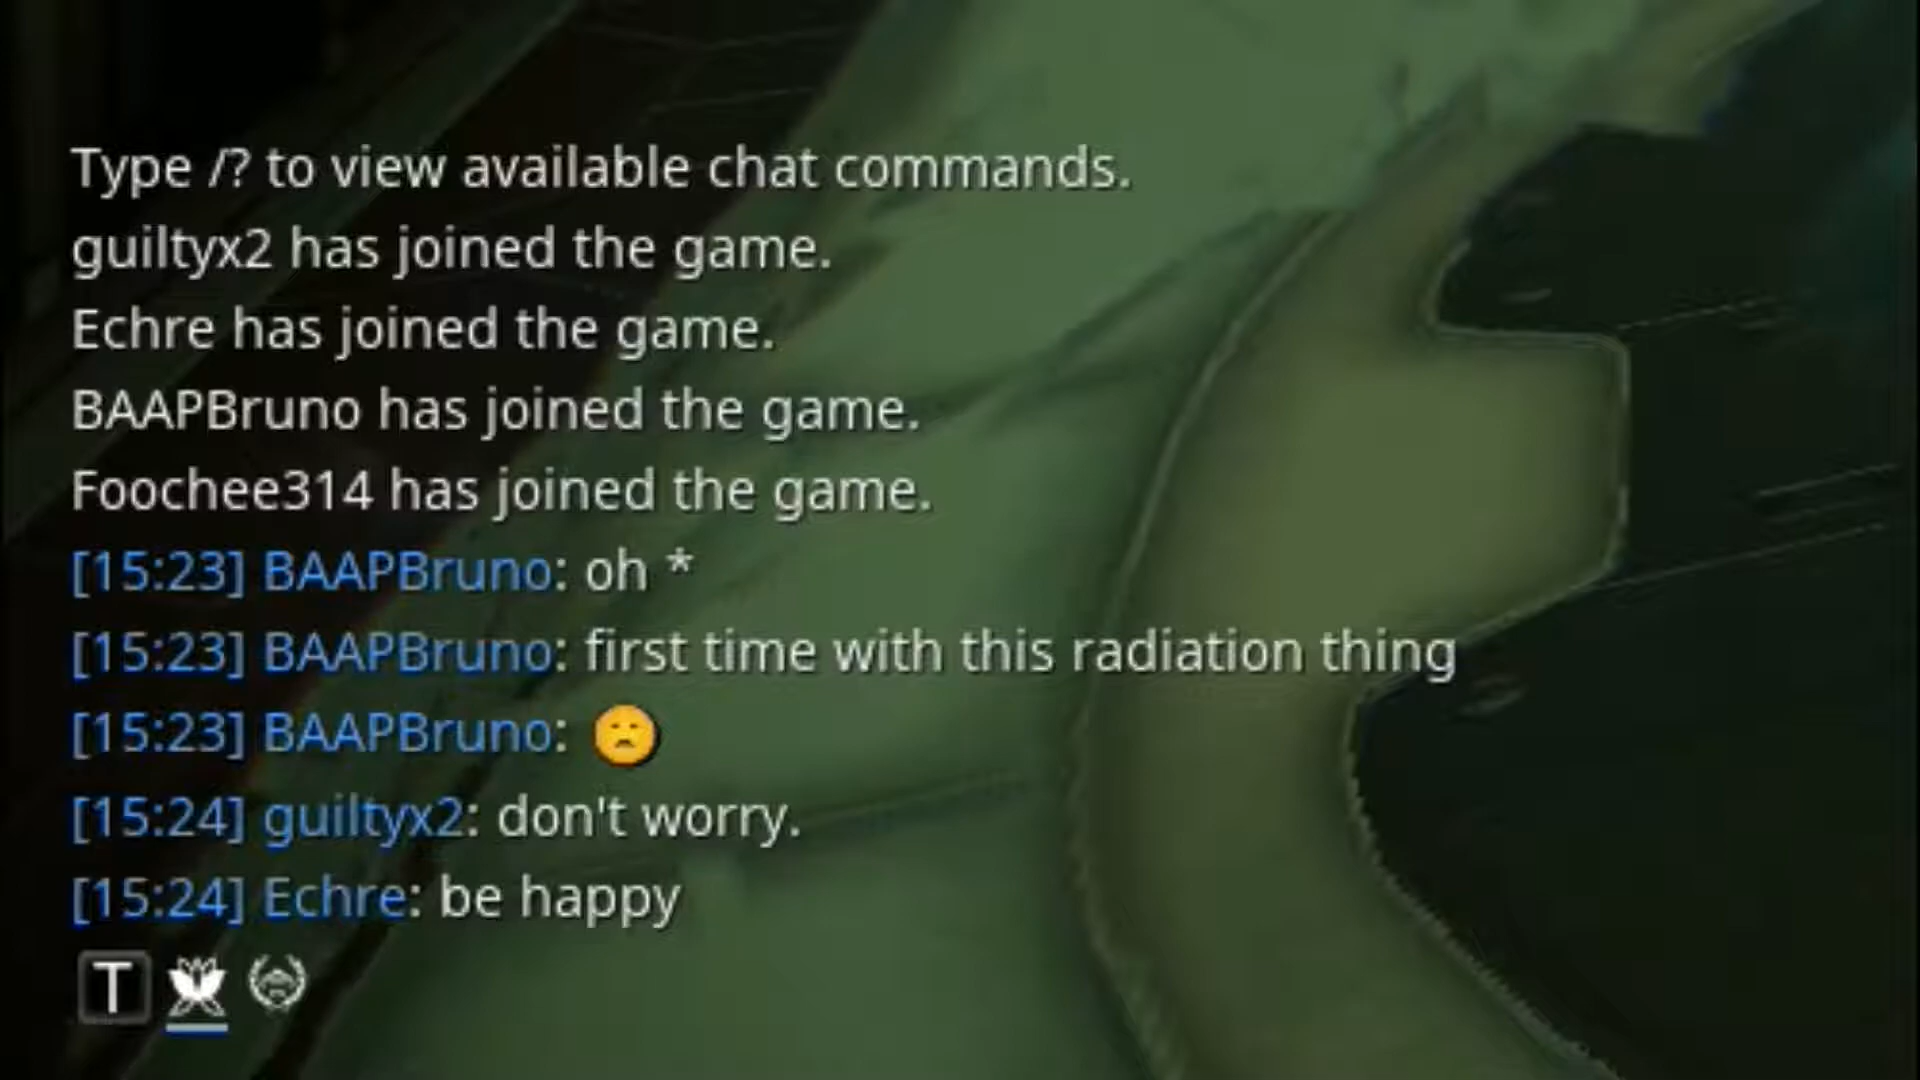 Type /? to view available chat commands.
guiltyx2 has joined the game.
Echre has joined the game.
BAAPBruno has joined the game.
Foochee314 has joined the game.
[15:23] BAAPBruno: oh *
[15:23] BAAPBruno: first time with this radiation thing
[15:23] BAAPBruno: 🙁
[15:24] guiltyx2: don't worry.
[15:24] Echre: be happy
T